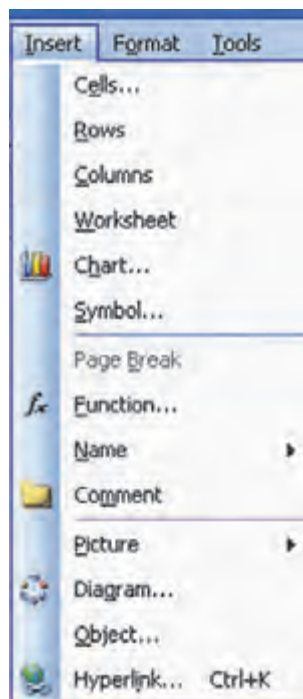 Insert Format Tools
Cells...
Rows
Columns
Worksheet
Chart...
Symbol...
Page Break
fx Function...
Name
Comment
Picture
Diagram...
Object...
Hyperlink... Ctrl+K